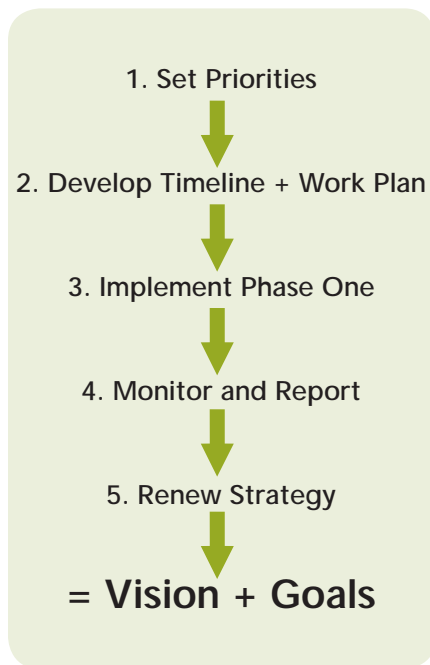 1. Set Priorities
2. Develop Timeline + Work Plan
3. Implement Phase One
4. Monitor and Report
5. Renew Strategy
= Vision + Goals